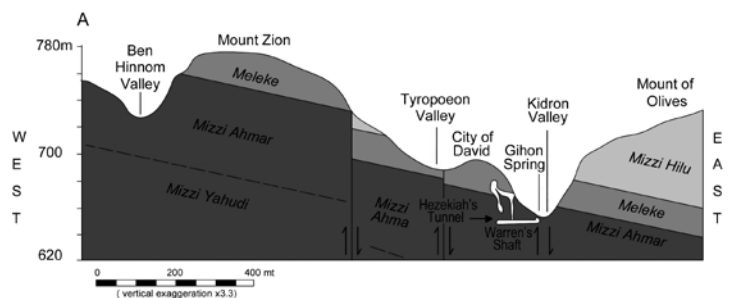 A
780m
Mount Zion
Ben
Hinnom
Valley
Meleke
Mizzi Ahmar
Tyropoeon
Valley
City of
David
Kidron
Valley
Gihon
Spring
Mount of
Olives
WEST
700
EAST
Mizzi Hilu
Mizzi Yahudi
Mizzi
Ahma
Hezekiah's
Tunnel
Warren's
Shaft
Meleke
Mizzi Ahmar
620
0 200 400 mt
( vertical exaggeration x3.3)